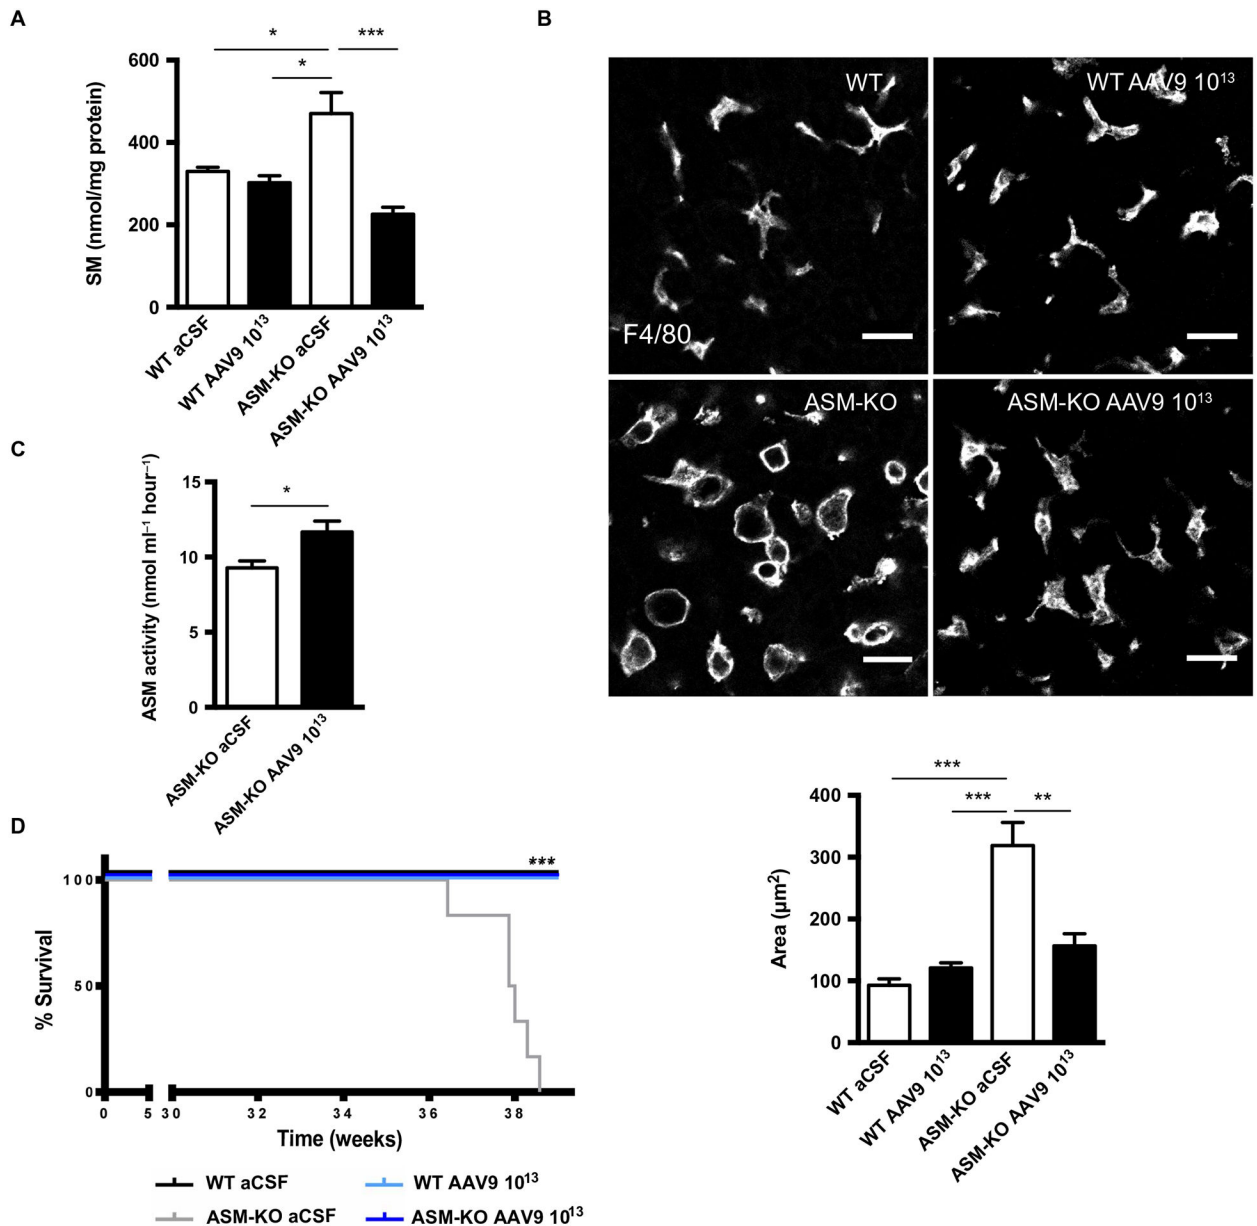 A
* ***
*
SM (nmol/mg protein)
600
400
200
0
WT aCSF
WT AAV9 10¹³
ASM-KO aCSF
ASM-KO AAV9 10¹³
B
WT
WT AAV9 10¹³
F4/80
ASM-KO
ASM-KO AAV9 10¹³
***
*** **
Area (µm²)
400
300
200
100
0
WT aCSF
WT AAV9 10¹³
ASM-KO aCSF
ASM-KO AAV9 10¹³
C
*
ASM activity (nmol ml⁻¹ hour⁻¹)
15
10
5
0
ASM-KO aCSF
ASM-KO AAV9 10¹³
D
***
% Survival
100
50
0
0 5 30 32 34 36 38
Time (weeks)
WT aCSF WT AAV9 10¹³
ASM-KO aCSF ASM-KO AAV9 10¹³